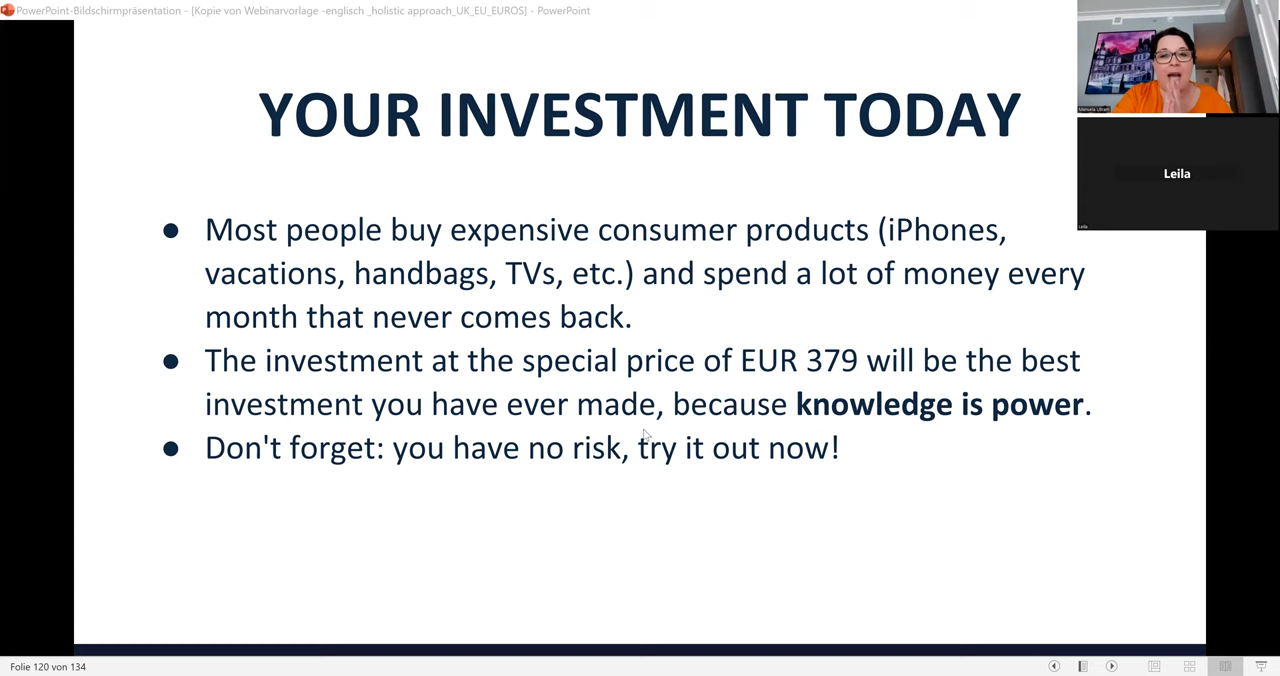 PowerPoint-Bildschirmpräsentation - [Kopie von Webinarvorlage -englisch _holistic approach_UK_EU_EUROS] - PowerPoint
YOUR INVESTMENT TODAY
Leila
Leila
● Most people buy expensive consumer products (iPhones,
vacations, handbags, TVs, etc.) and spend a lot of money every
month that never comes back.
● The investment at the special price of EUR 379 will be the best
investment you have ever made, because knowledge is power.
● Don't forget: you have no risk, try it out now!
Folie 120 von 134